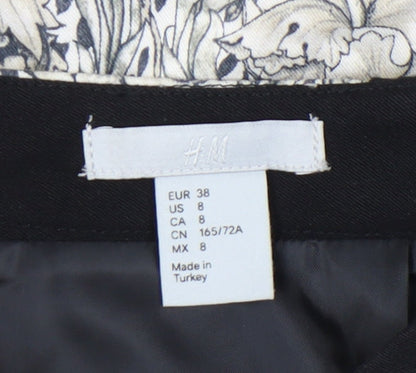 H&M
EUR 38
US 8
CA 8
CN 165/72A
MX 8
Made in
Turkey